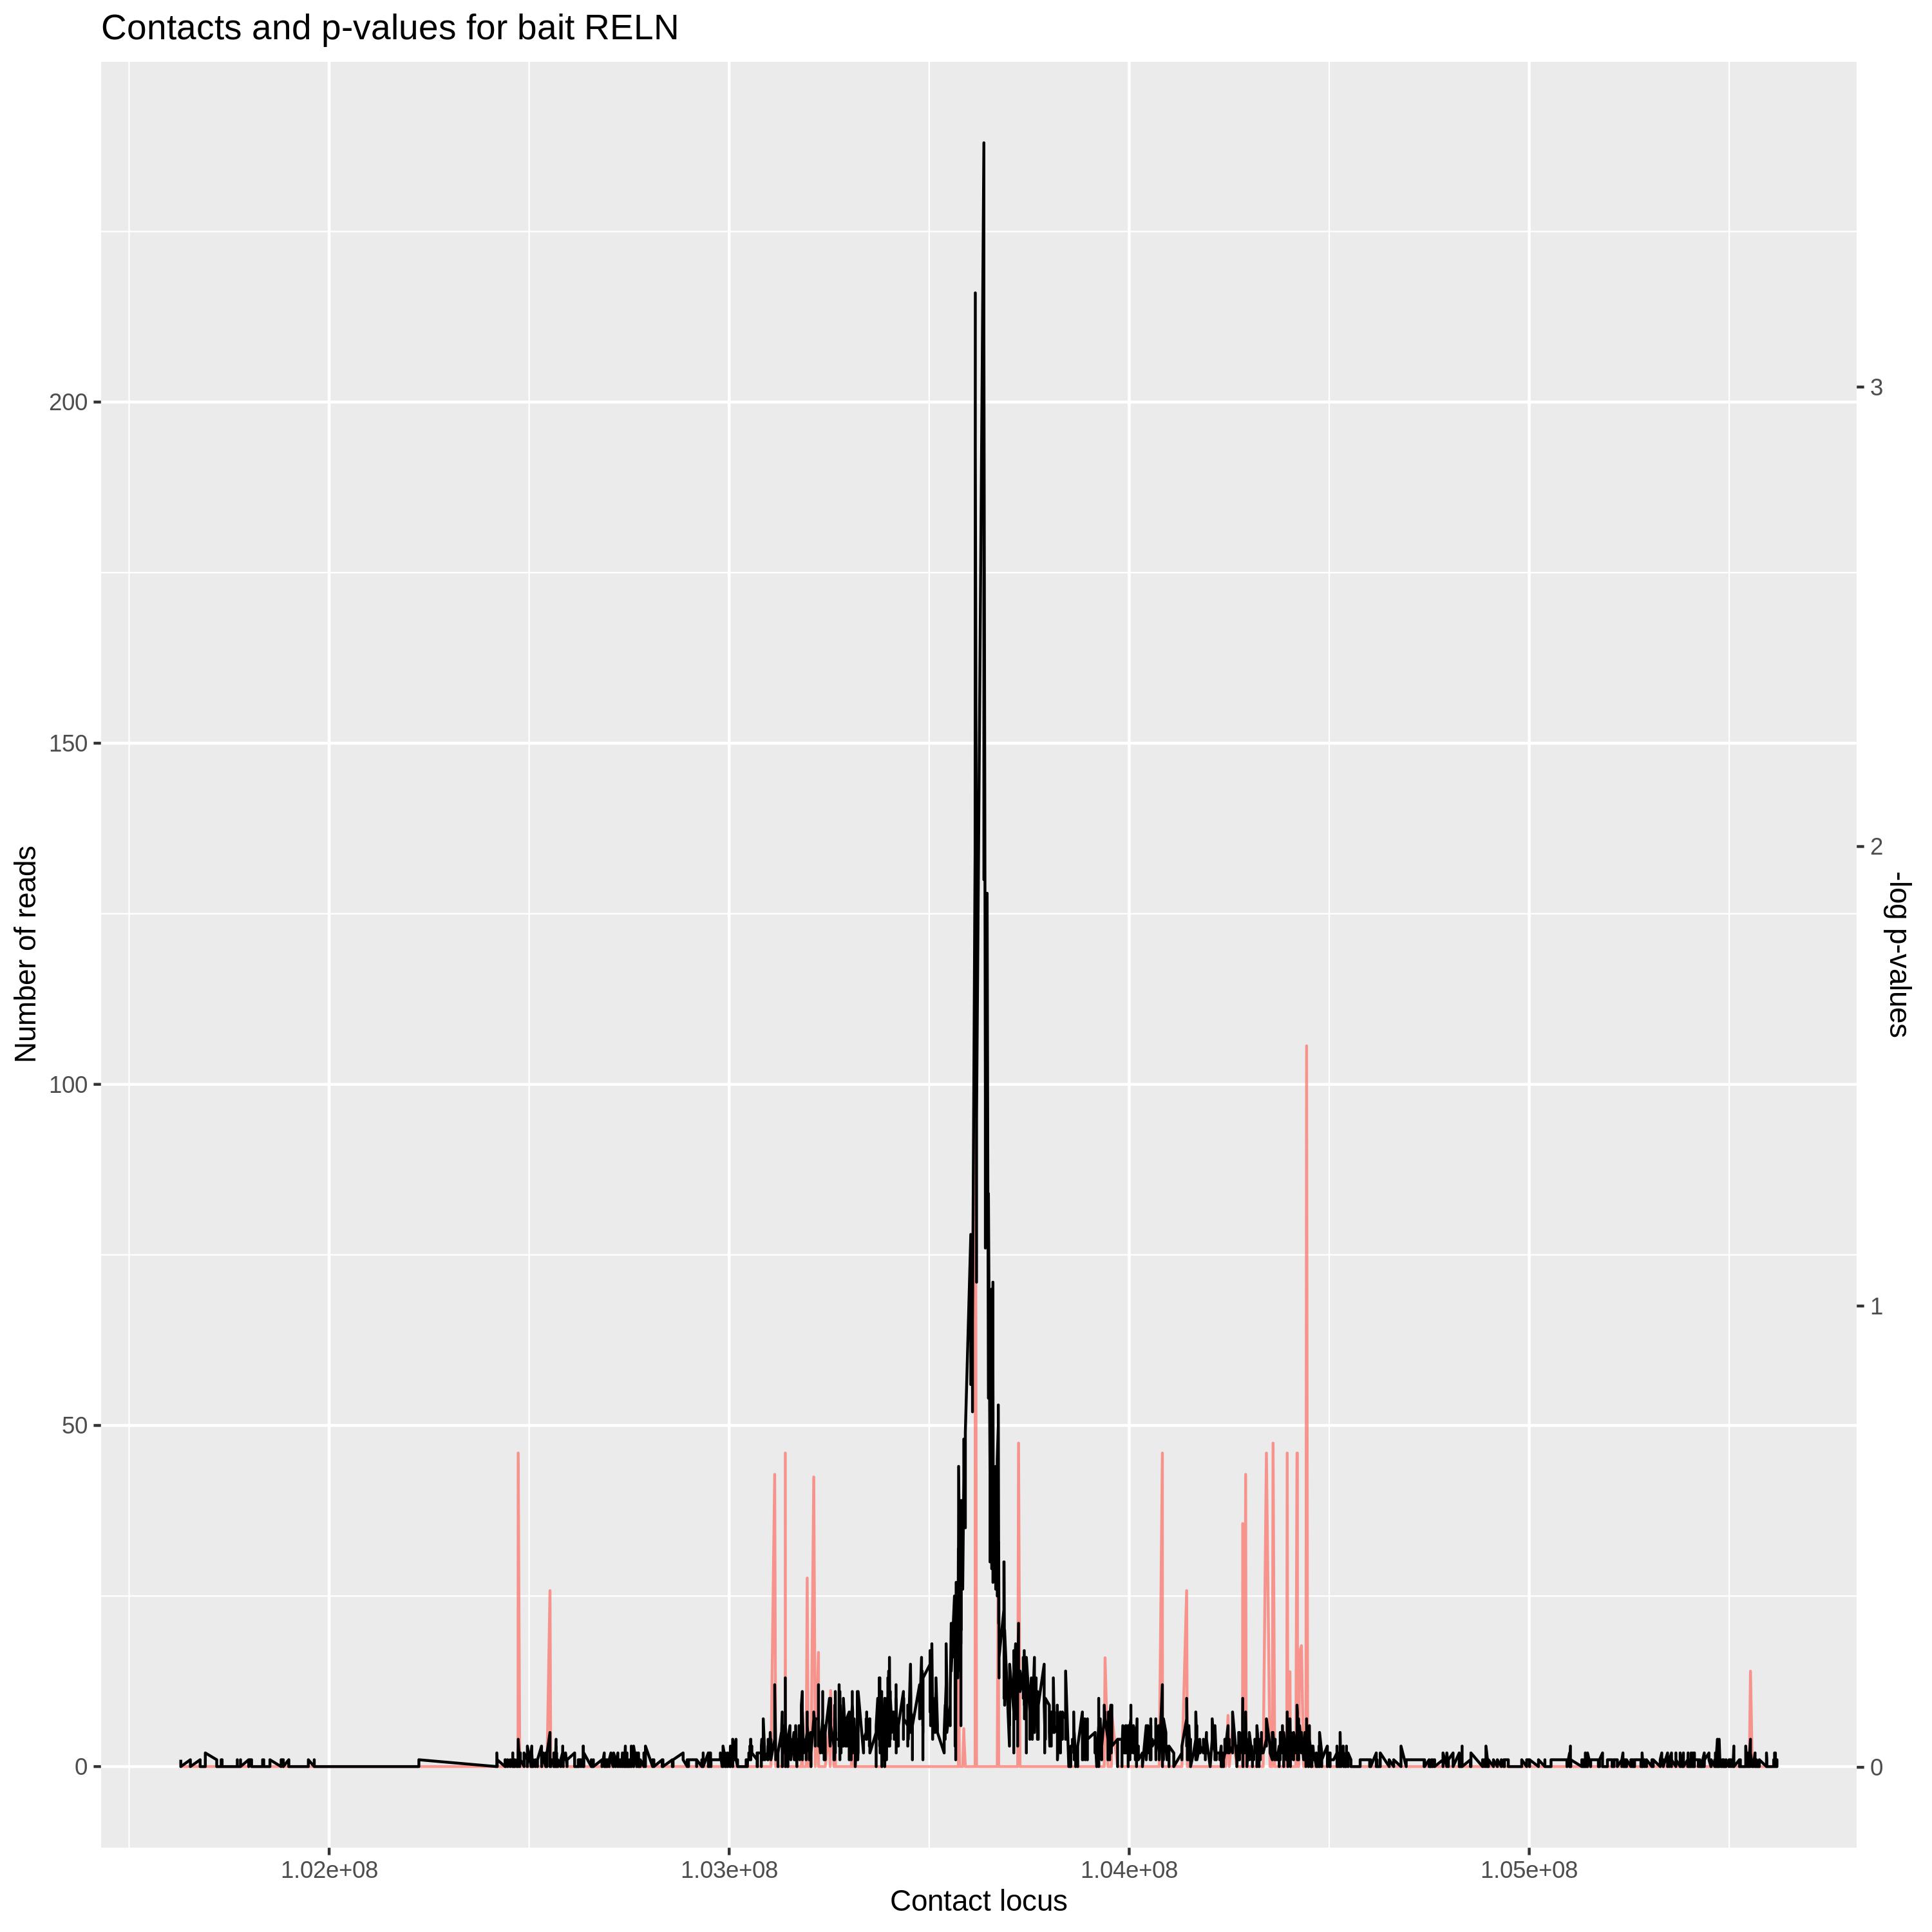 Contacts and p-values for bait RELN
200
150
100
50
0
Number of reads
3
2
1
0
-log p-values
1.02e+08
1.03e+08
1.04e+08
1.05e+08
Contact locus